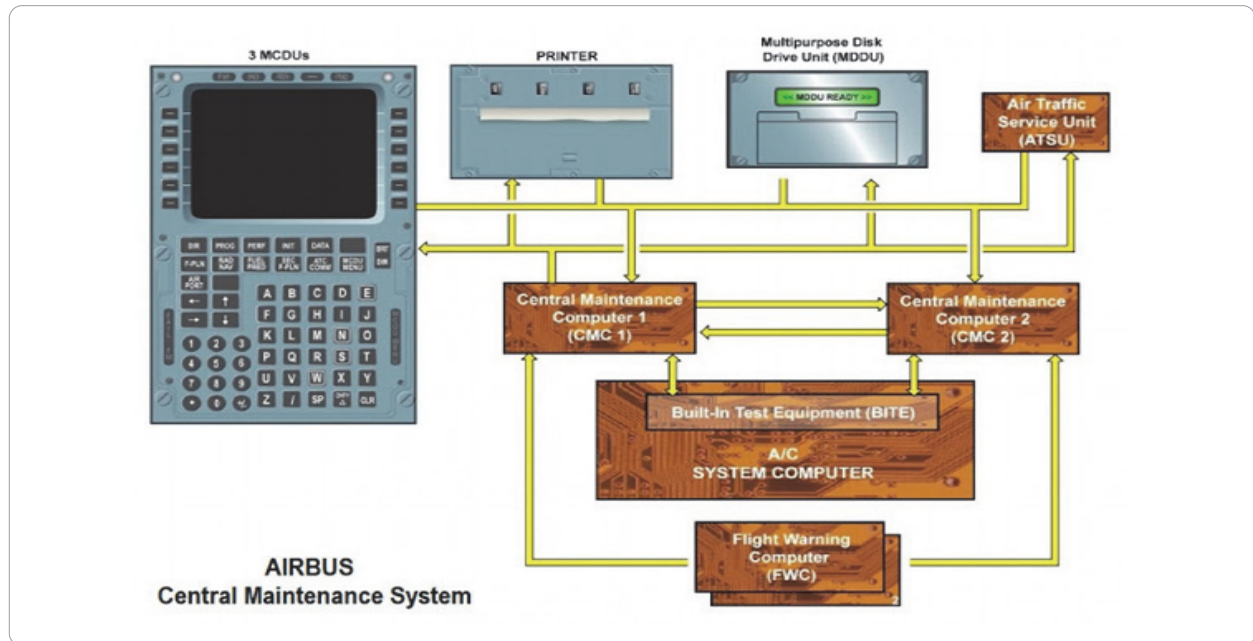 3 MCDUs
PRINTER
Multipurpose Disk
Drive Unit (MDDU)
<< MDDU READY >>
Air Traffic
Service Unit
(ATSU)
DIR PROG PERF INIT DATA
BRT
DIM
F-PLN
RAD
NAV
FUEL
PRED
SEC
F-PLN
ATC
COMM
MCDU
MENU
AIR
PORT
← ↑
→ ↓
A B C D E
F G H I J
K L M N O
P Q R S T
U V W X Y
Z / SP CLR
1 2 3
4 5 6
7 8 9
0
Central Maintenance
Computer 1
(CMC 1)
Central Maintenance
Computer 2
(CMC 2)
Built-In Test Equipment (BITE)
A/C
SYSTEM COMPUTER
Flight Warning
Computer
(FWC)
2
AIRBUS
Central Maintenance System